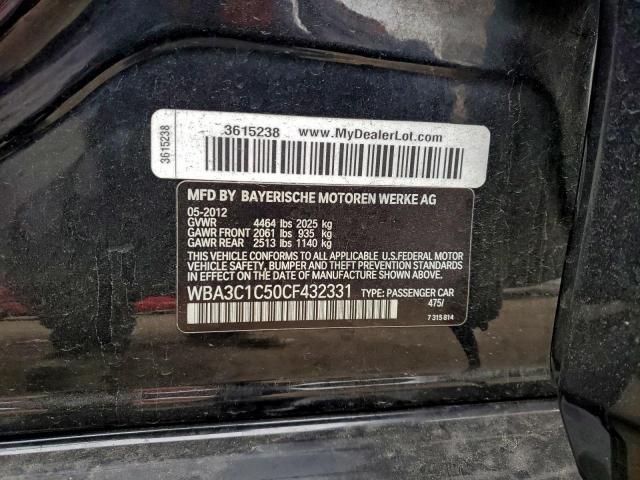 3615238
3615238 www.MyDealerLot.com
MFD BY BAYERISCHE MOTOREN WERKE AG
05-2012
GVWR 4464 lbs 2025 kg
GAWR FRONT 2061 lbs 935 kg
GAWR REAR 2513 lbs 1140 kg
THIS VEHICLE CONFORMS TO ALL APPLICABLE U.S.FEDERAL MOTOR
VEHICLE SAFETY, BUMPER AND THEFT PREVENTION STANDARDS
IN EFFECT ON THE DATE OF MANUFACTURE SHOWN ABOVE.
WBA3C1C50CF432331 TYPE: PASSENGER CAR
475/
7 315 814